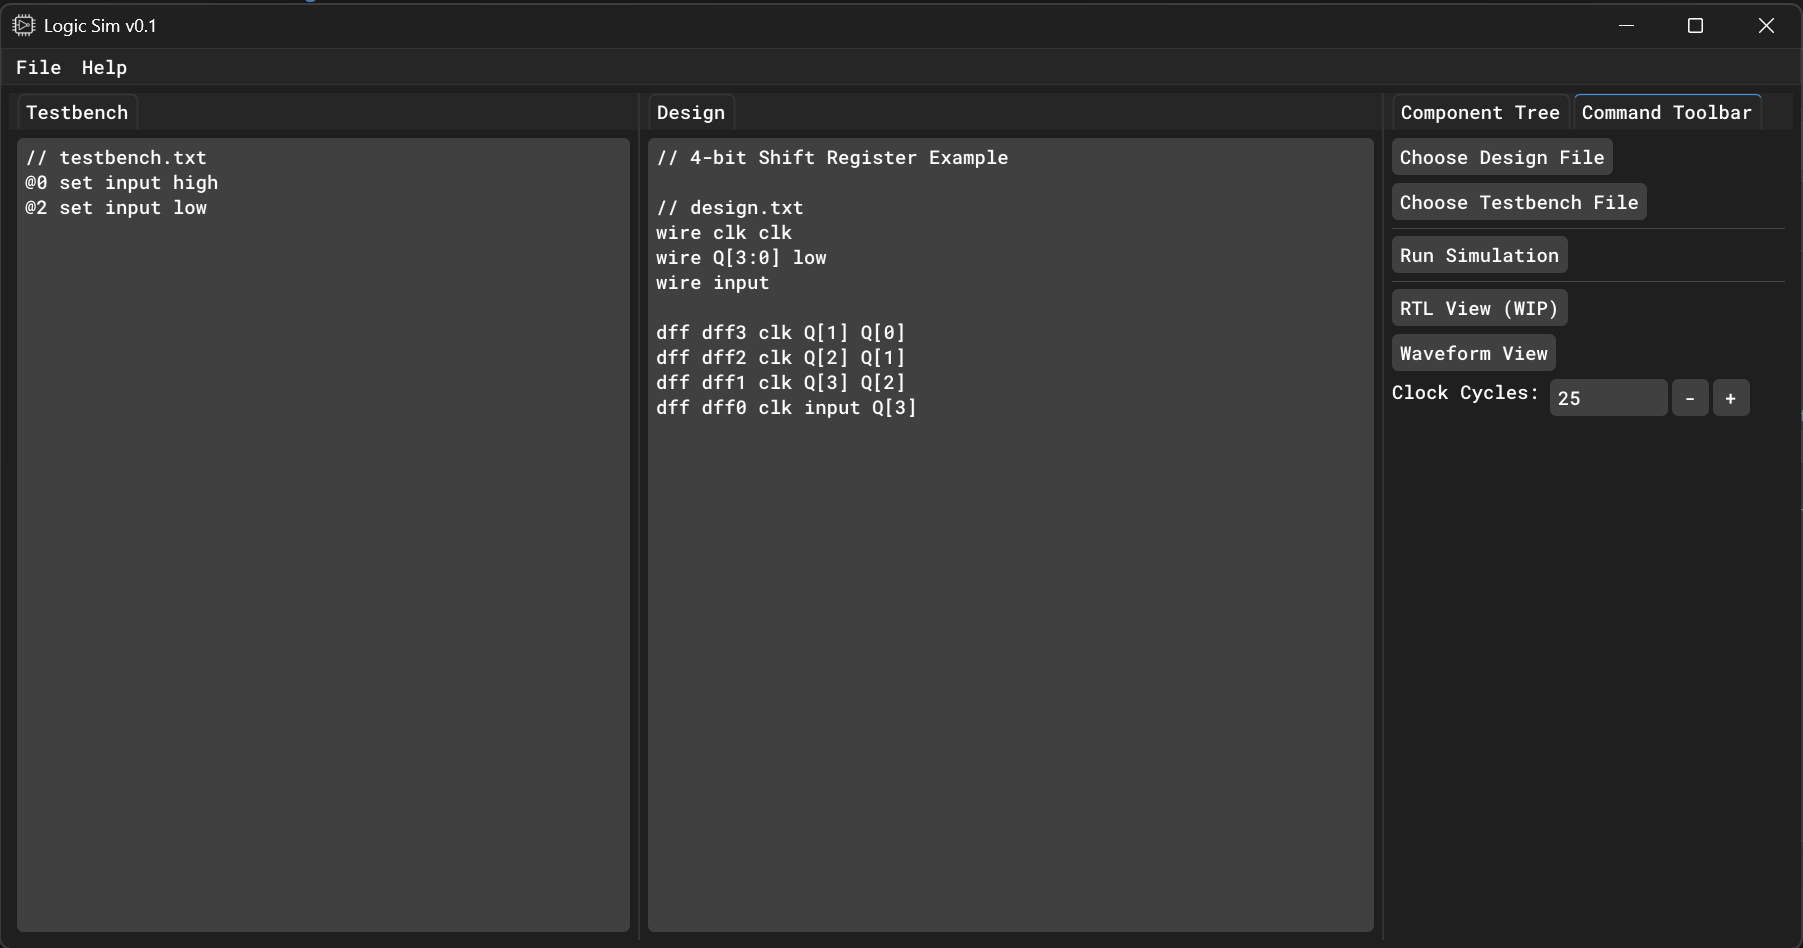 Logic Sim v0.1
File Help
Testbench
// testbench.txt
@0 set input high
@2 set input low
Design
// 4-bit Shift Register Example
// design.txt
wire clk clk
wire Q[3:0] low
wire input
dff dff3 clk Q[1] Q[0]
dff dff2 clk Q[2] Q[1]
dff dff1 clk Q[3] Q[2]
dff dff0 clk input Q[3]
Component Tree Command Toolbar
Choose Design File
Choose Testbench File
Run Simulation
RTL View (WIP)
Waveform View
Clock Cycles: 25 - +